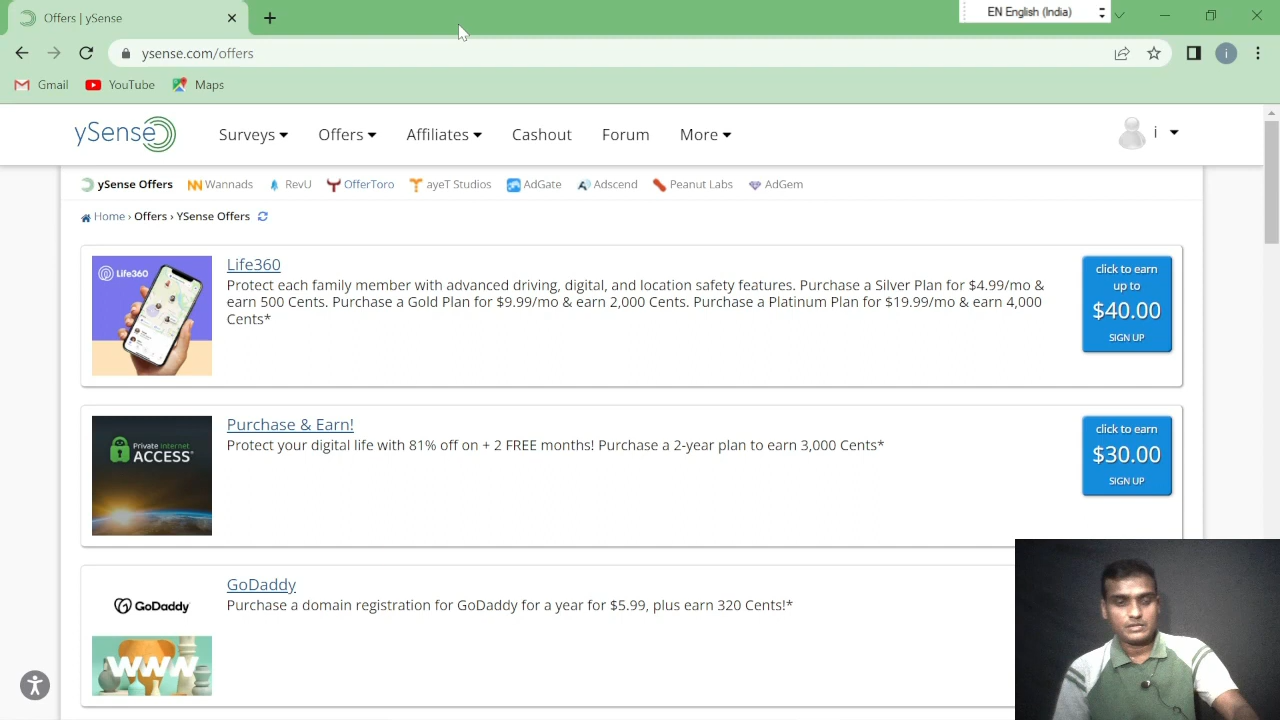 Offers | ySense
EN English (India)
ysense.com/offers
i
Gmail YouTube Maps
ySense Surveys Offers Affiliates Cashout Forum More i
ySense Offers Wannads RevU OfferToro ayeT Studios AdGate Adscend Peanut Labs AdGem
Home › Offers › YSense Offers
Life360
Life360
Protect each family member with advanced driving, digital, and location safety features. Purchase a Silver Plan for $4.99/mo &
earn 500 Cents. Purchase a Gold Plan for $9.99/mo & earn 2,000 Cents. Purchase a Platinum Plan for $19.99/mo & earn 4,000
Cents*
click to earn
up to
$40.00
SIGN UP
Private Internet
ACCESS®
Purchase & Earn!
Protect your digital life with 81% off on + 2 FREE months! Purchase a 2-year plan to earn 3,000 Cents*
click to earn
$30.00
SIGN UP
GoDaddy
www
GoDaddy
Purchase a domain registration for GoDaddy for a year for $5.99, plus earn 320 Cents!*